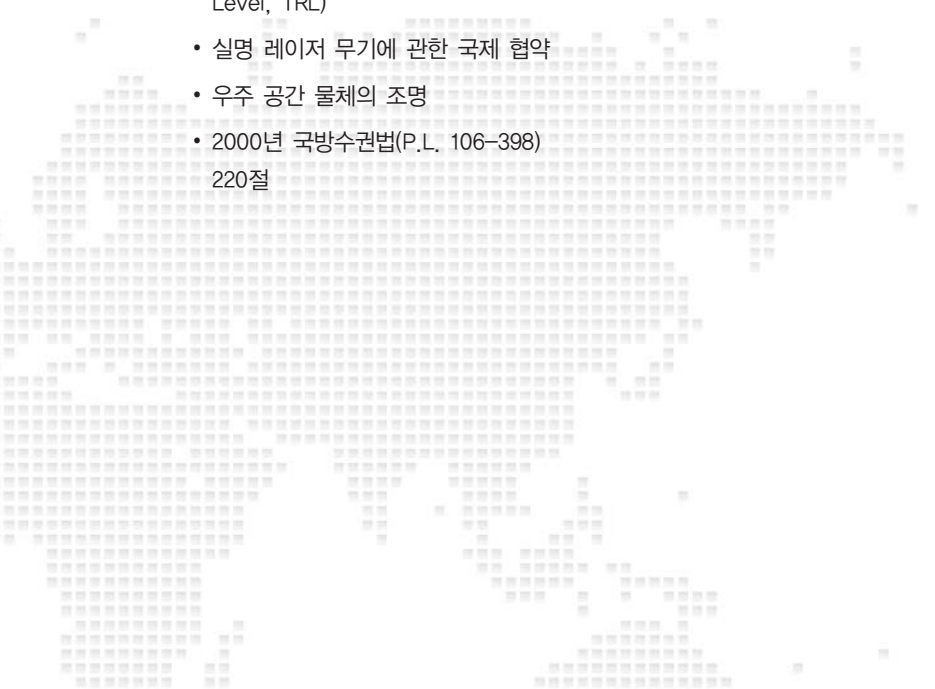 Level, TRL)
• 실명 레이저 무기에 관한 국제 협약
• 우주 공간 물체의 조명
• 2000년 국방수권법(P.L. 106-398)
220절